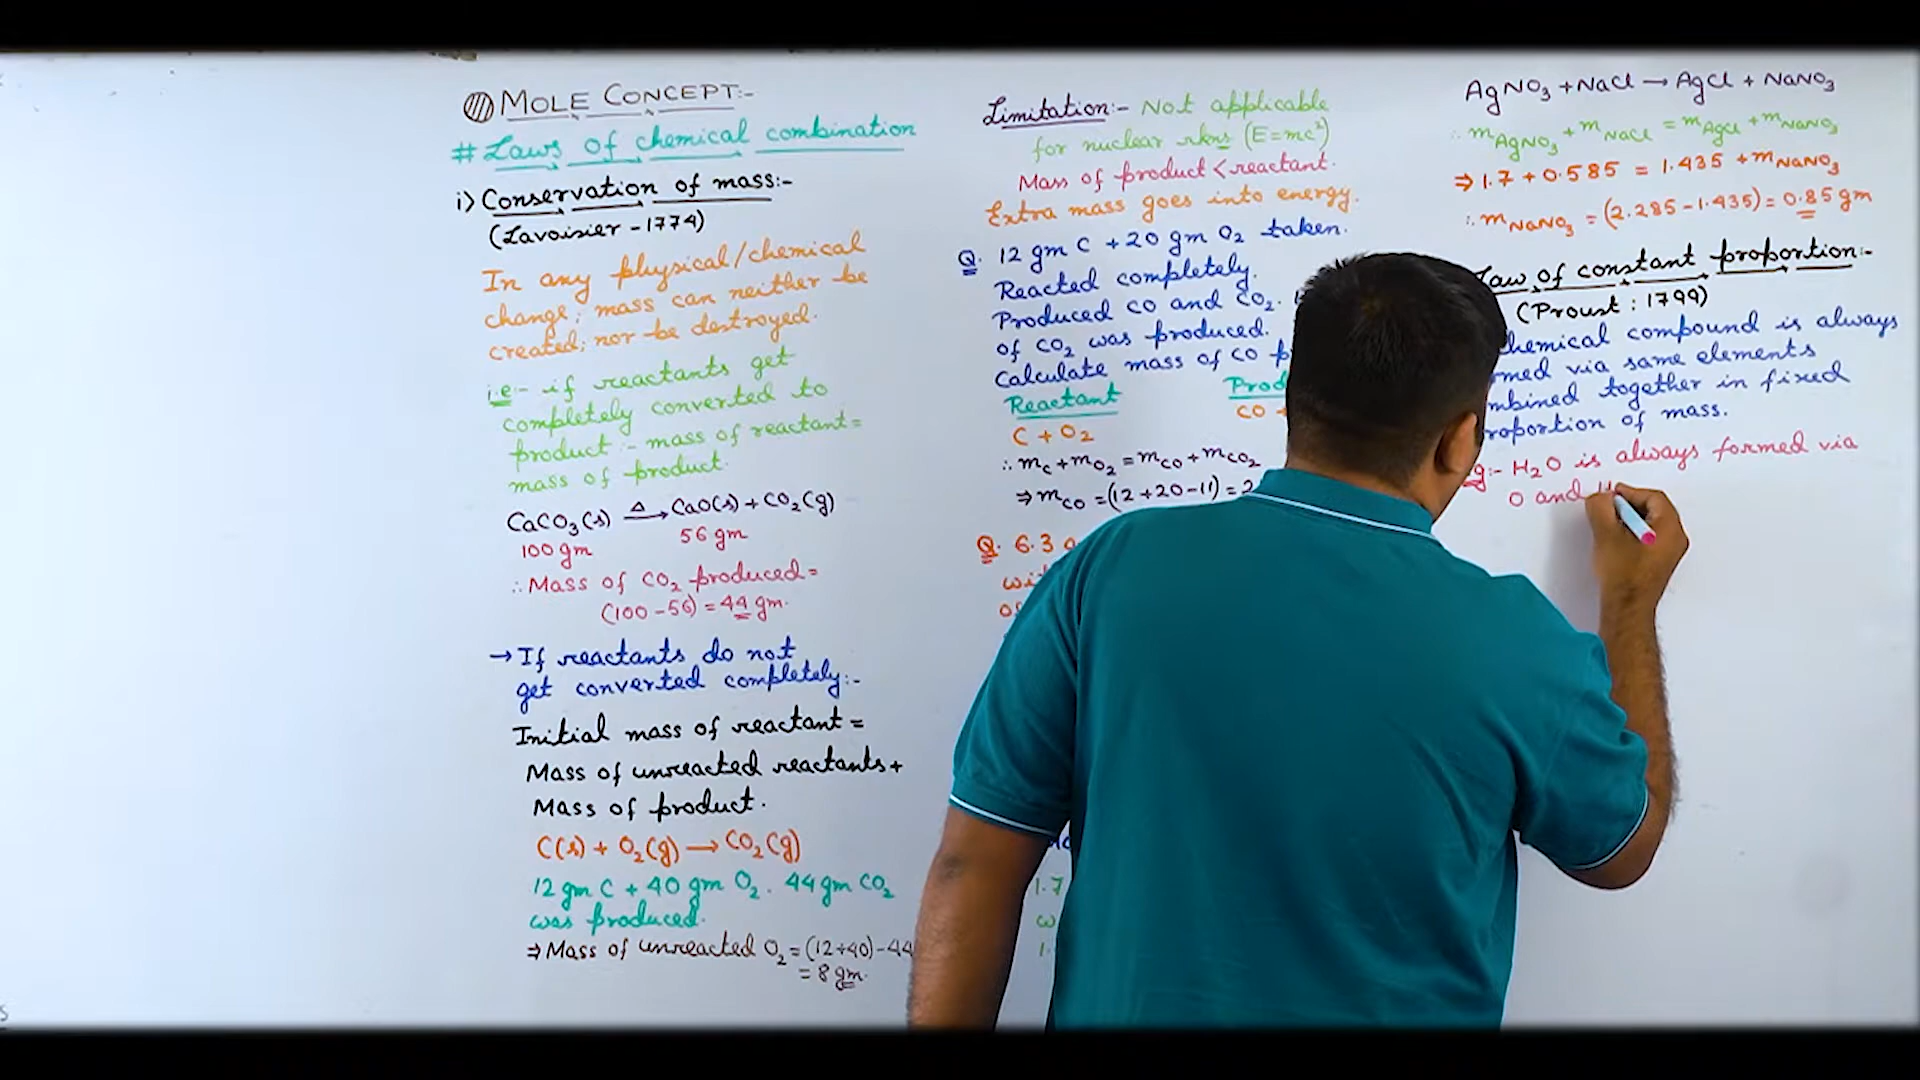 MOLE CONCEPT:-
# Laws of chemical combination
i) Conservation of mass:-
(Lavoisier - 1774)
In any physical/chemical
change; mass can neither be
created; nor be destroyed.
i.e:- if reactants get
completely converted to
product:- mass of reactant=
mass of product.
CaCO₃(s) —Δ→ CaO(s) + CO₂(g)
100 gm 56 gm
∴ Mass of CO₂ produced=
(100-56) = 44 gm.
→ If reactants do not
get converted completely:-
Initial mass of reactant =
Mass of unreacted reactants +
Mass of product.
C(s) + O₂(g) → CO₂(g)
12 gm C + 40 gm O₂. 44 gm CO₂
was produced.
⇒ Mass of unreacted O₂ = (12+40)-44
= 8 gm.
Limitation:- Not applicable
for nuclear rxns (E=mc²)
Mass of product < reactant.
Extra mass goes into energy.
Q. 12 gm C + 20 gm O₂ taken.
Reacted completely.
Produced CO and CO₂.
of CO₂ was produced.
Calculate mass of CO
Reactant
C + O₂
CO +
∴ mC + mO₂ = mCO + mCO₂
⇒ mCO = (12+20-11) = 2
Q. 6.3
1.7
1.
AgNO₃ + NaCl → AgCl + NaNO₃
∴ mAgNO₃ + mNaCl = mAgCl + mNaNO₃
⇒ 1.7 + 0.585 = 1.435 + mNaNO₃
∴ mNaNO₃ = (2.285-1.435) = 0.85 gm
Law of constant proportion:-
(Proust : 1799)
chemical compound is always
via same elements
together in fixed
of mass.
g:- H₂O is always formed via
O and H